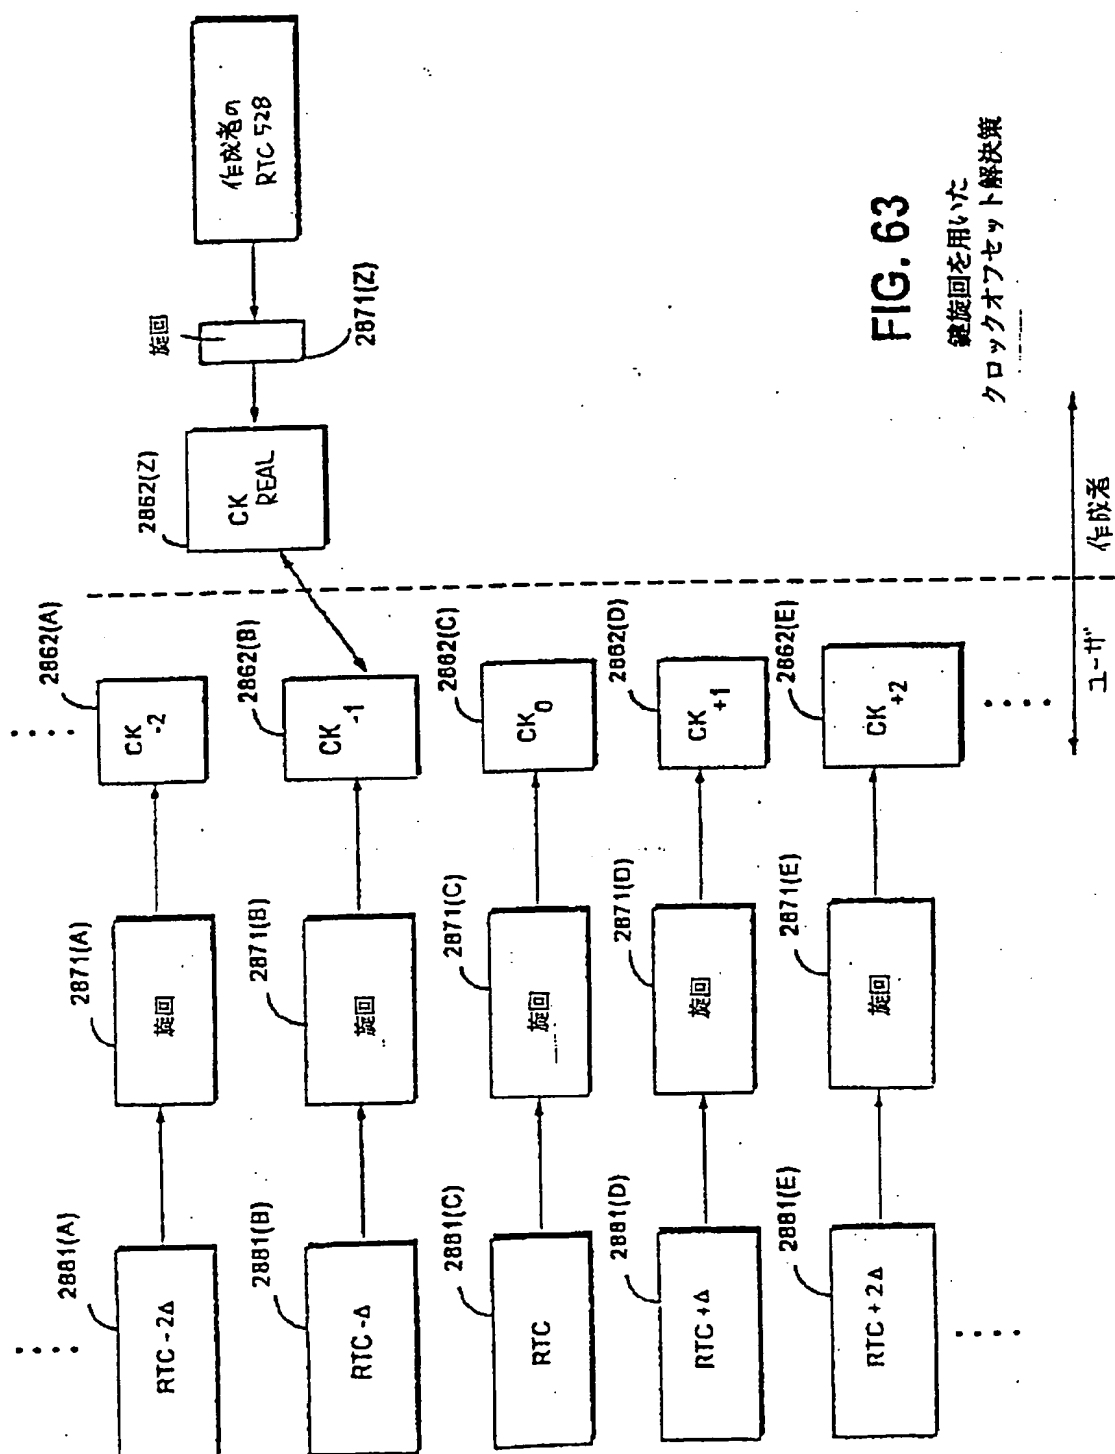 作成者の
RTC 528
旋回
2871(Z)
2862(Z)
CK
REAL
2862(A)
CK
-2
2871(A)
旋回
2881(A)
RTC - 2Δ
2862(B)
CK
-1
2871(B)
旋回
2881(B)
RTC-Δ
2862(C)
CK0
2871(C)
旋回
2881(C)
RTC
2862(D)
CK
+1
2871(D)
旋回
2881(D)
RTC+Δ
2862(E)
CK
+2
2871(E)
旋回
2881(E)
RTC + 2Δ
ユーザ
作成者
FIG. 63
鍵旋回を用いた
クロックオフセット解決策